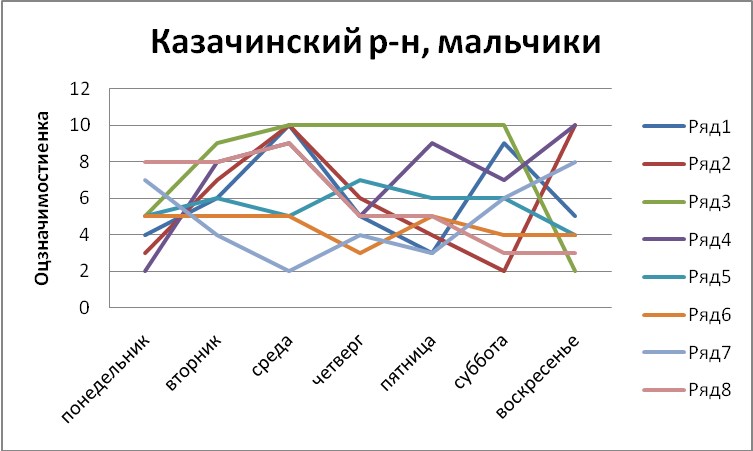 Казачинский р-н, мальчики
Оцзначимостиенка
12
10
8
6
4
2
0
понедельник
вторник
среда
четверг
пятница
суббота
воскресенье
Ряд1
Ряд2
Ряд3
Ряд4
Ряд5
Ряд6
Ряд7
Ряд8